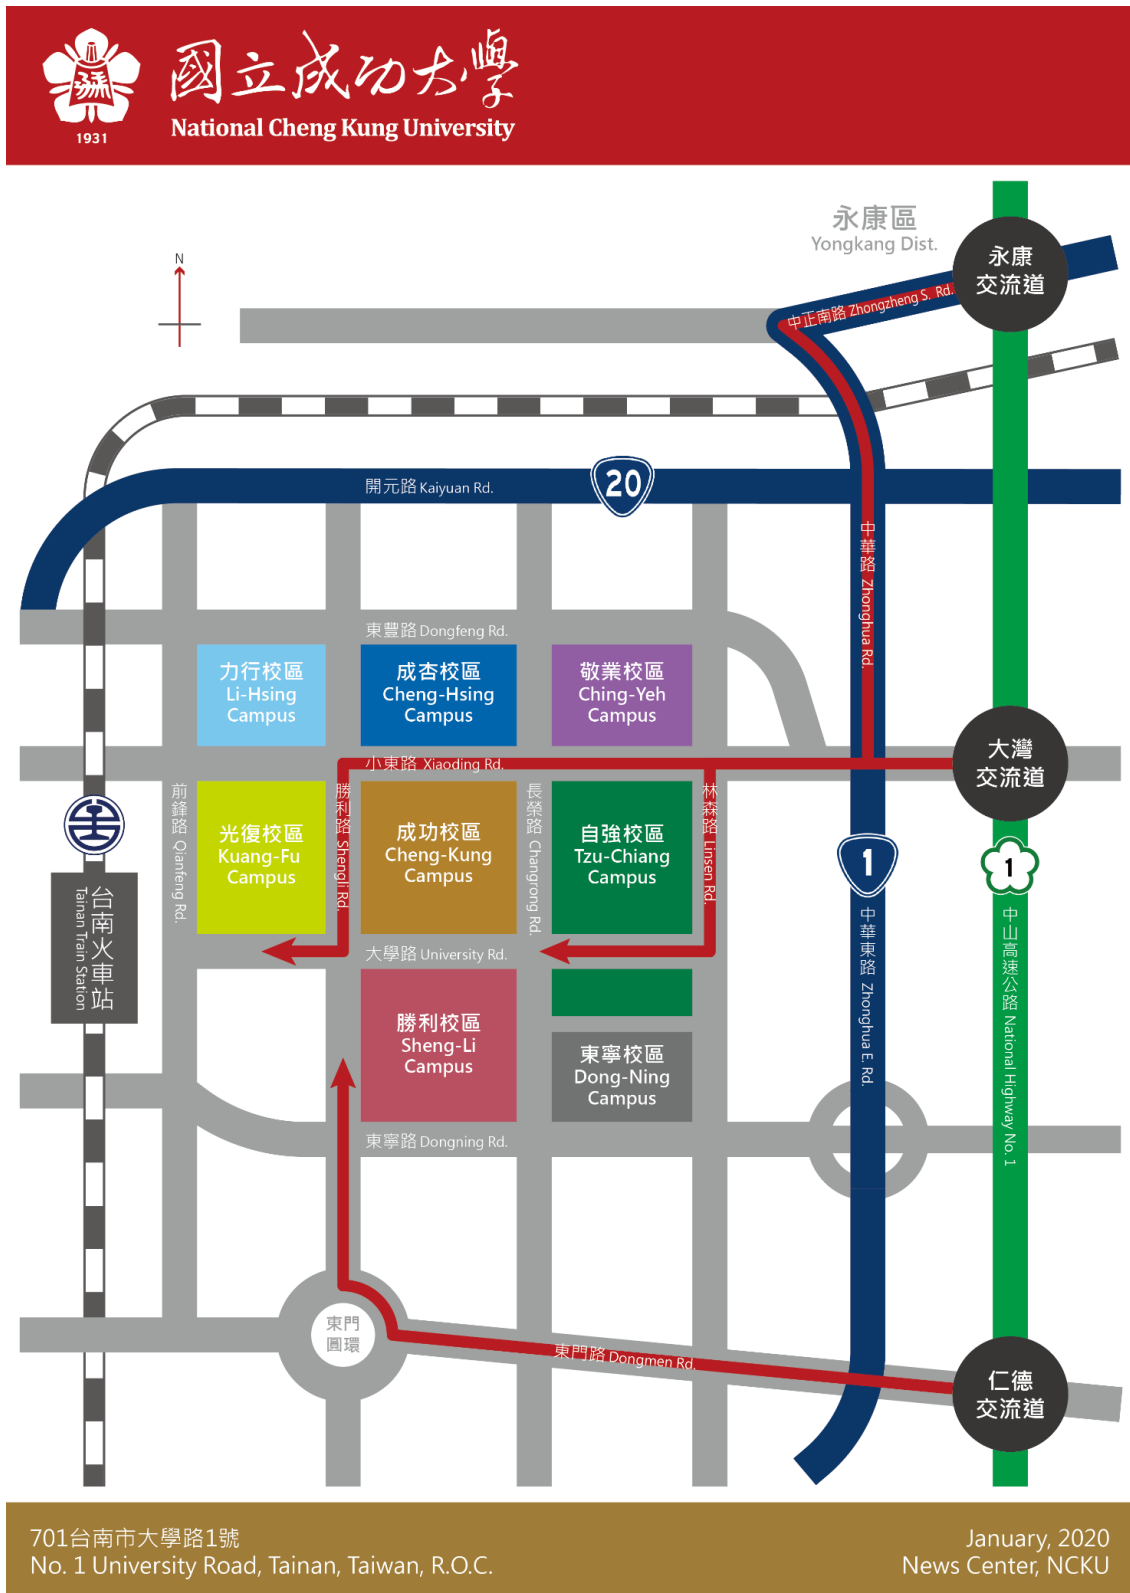 國立成功大學
National Cheng Kung University
1931
永康區
Yongkang Dist.
永康
交流道
N
中正南路 Zhongzheng S. Rd.
開元路 Kaiyuan Rd.
20
中華路 Zhonghua Rd.
東豐路 Dongfeng Rd.
力行校區
Li-Hsing
Campus
成杏校區
Cheng-Hsing
Campus
敬業校區
Ching-Yeh
Campus
小東路 Xiaoding Rd.
大灣
交流道
前鋒路 Qianfeng Rd.
勝利路 Shengli Rd.
長榮路 Changrong Rd.
林森路 Linsen Rd.
光復校區
Kuang-Fu
Campus
成功校區
Cheng-Kung
Campus
自強校區
Tzu-Chiang
Campus
1
1
台南火車站
Tainan Train Station
大學路 University Rd.
中華東路 Zhonghua E. Rd.
中山高速公路 National Highway No. 1
勝利校區
Sheng-Li
Campus
東寧校區
Dong-Ning
Campus
東寧路 Dongning Rd.
東門
圓環
東門路 Dongmen Rd.
仁德
交流道
701台南市大學路1號
No. 1 University Road, Tainan, Taiwan, R.O.C.
January, 2020
News Center, NCKU